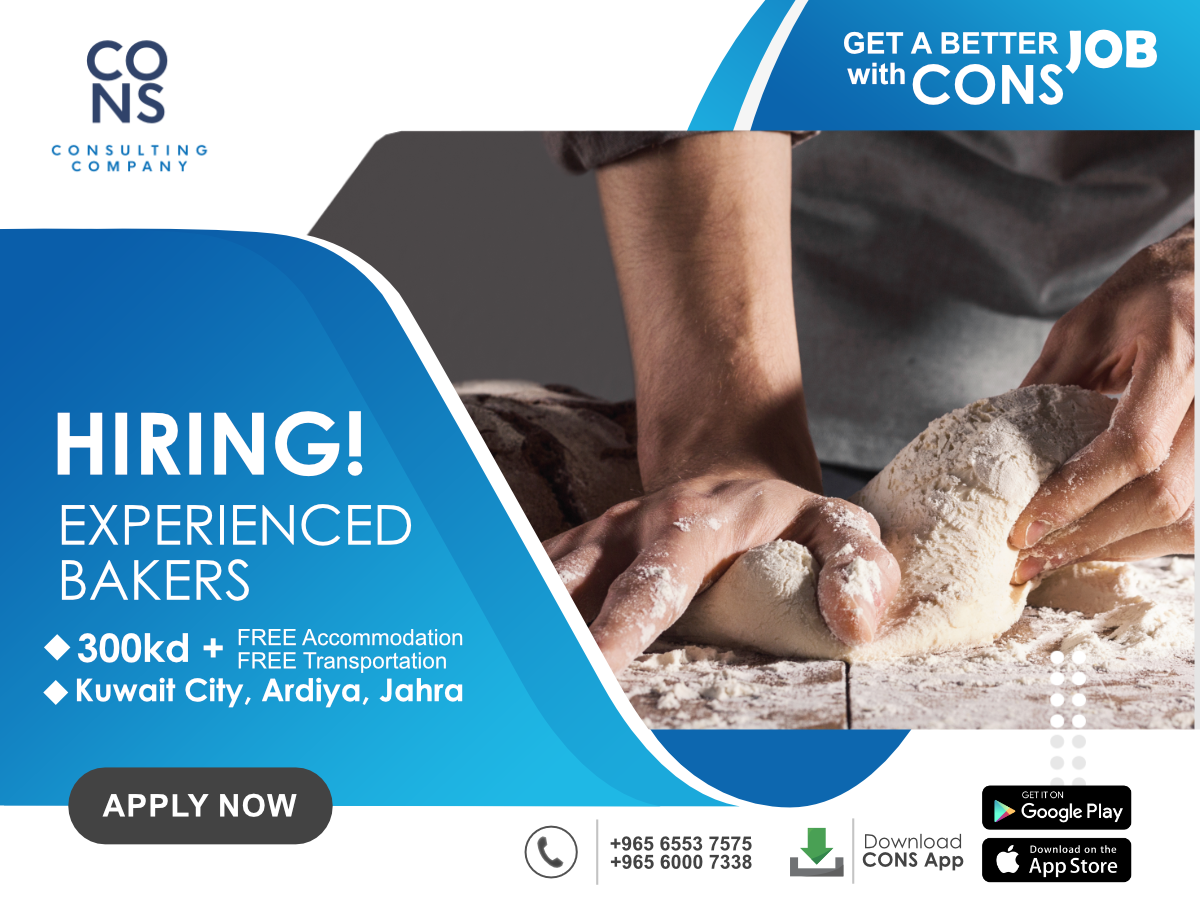 CO
NS
CONSULTING
COMPANY
GET A BETTER JOB
with CONS
HIRING!
EXPERIENCED
BAKERS
300kd + FREE Accommodation
FREE Transportation
Kuwait City, Ardiya, Jahra
APPLY NOW
+965 6553 7575
+965 6000 7338
Download
CONS App
GET IT ON
Google Play
Download on the
App Store